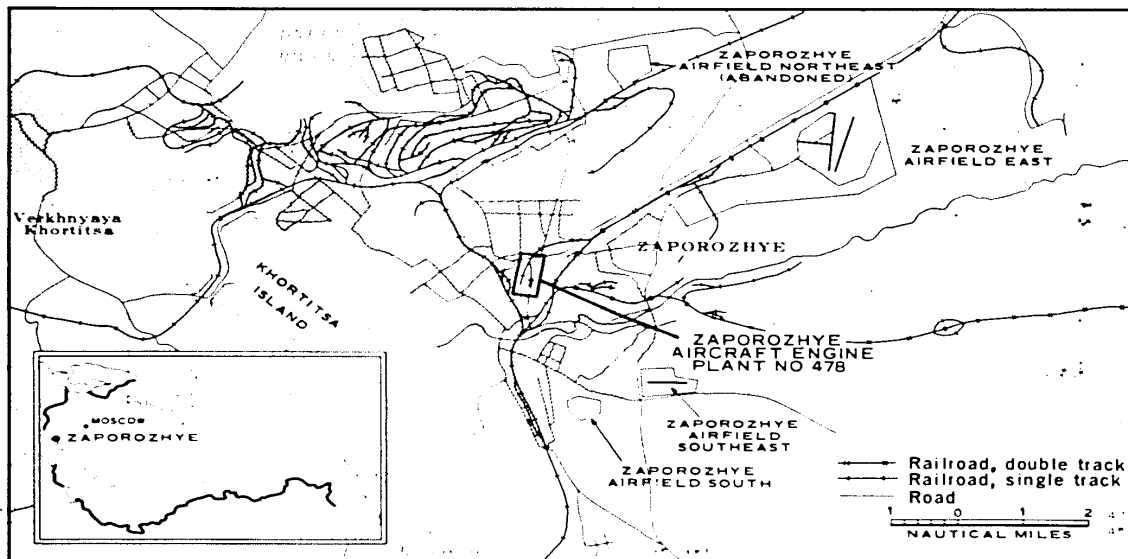 ZAPOROZHYE
AIRFIELD NORTHEAST
(ABANDONED)
ZAPOROZHYE
AIRFIELD EAST
Verkhnyaya
Khortitsa
ZAPOROZHYE
KHORTITSA
ISLAND
ZAPOROZHYE
AIRCRAFT ENGINE
PLANT NO 478
MOSCOW
ZAPOROZHYE
ZAPOROZHYE
AIRFIELD
SOUTHEAST
ZAPOROZHYE
AIRFIELD SOUTH
Railroad, double track
Railroad, single track
Road
1 0 1 2
NAUTICAL MILES